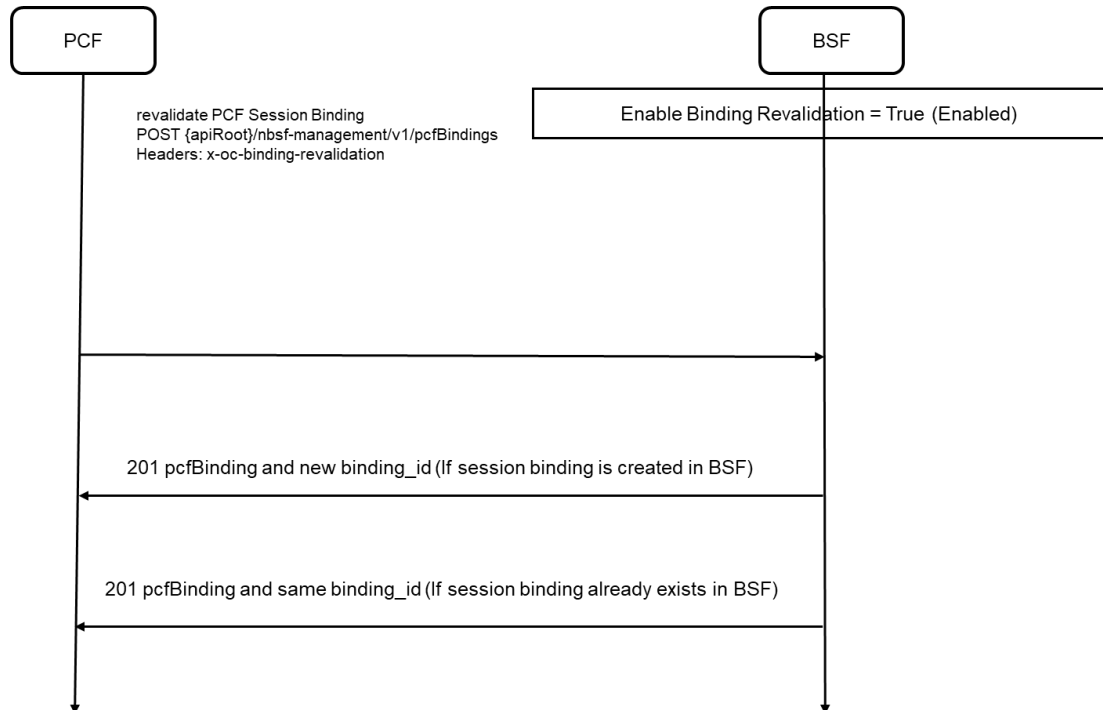 PCF
BSF
revalidate PCF Session Binding
POST {apiRoot}/nbsf-management/v1/pcfBindings
Headers: x-oc-binding-revalidation
Enable Binding Revalidation = True (Enabled)
201 pcfBinding and new binding_id (If session binding is created in BSF)
201 pcfBinding and same binding_id (If session binding already exists in BSF)